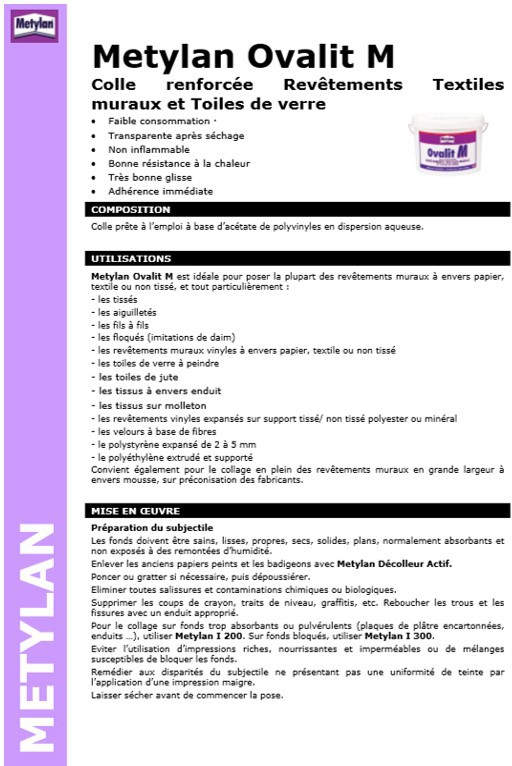 Metylan
Metylan Ovalit M
Colle renforcée Revêtements Textiles
muraux et Toiles de verre
• Faible consommation ·
• Transparente après séchage
• Non inflammable
• Bonne résistance à la chaleur
• Très bonne glisse
• Adhérence immédiate
Ovalit M
COMPOSITION
Colle prête à l'emploi à base d'acétate de polyvinyles en dispersion aqueuse.
UTILISATIONS
Metylan Ovalit M est idéale pour poser la plupart des revêtements muraux à envers papier,
textile ou non tissé, et tout particulièrement :
- les tissés
- les aiguilletés
- les fils à fils
- les floqués (imitations de daim)
- les revêtements muraux vinyles à envers papier, textile ou non tissé
- les toiles de verre à peindre
- les toiles de jute
- les tissus à envers enduit
- les tissus sur molleton
- les revêtements vinyles expansés sur support tissé/ non tissé polyester ou minéral
- les velours à base de fibres
- le polystyrène expansé de 2 à 5 mm
- le polyéthylène extrudé et supporté
Convient également pour le collage en plein des revêtements muraux en grande largeur à
envers mousse, sur préconisation des fabricants.
MISE EN ŒUVRE
Préparation du subjectile
Les fonds doivent être sains, lisses, propres, secs, solides, plans, normalement absorbants et
non exposés à des remontées d'humidité.
Enlever les anciens papiers peints et les badigeons avec Metylan Décolleur Actif.
Poncer ou gratter si nécessaire, puis dépoussiérer.
Eliminer toutes salissures et contaminations chimiques ou biologiques.
Supprimer les coups de crayon, traits de niveau, graffitis, etc. Reboucher les trous et les
fissures avec un enduit approprié.
Pour le collage sur fonds trop absorbants ou pulvérulents (plaques de plâtre encartonnées,
enduits ...), utiliser Metylan I 200. Sur fonds bloqués, utiliser Metylan I 300.
Eviter l'utilisation d'impressions riches, nourrissantes et imperméables ou de mélanges
susceptibles de bloquer les fonds.
Remédier aux disparités du subjectile ne présentant pas une uniformité de teinte par
l'application d'une impression maigre.
Laisser sécher avant de commencer la pose.
METYLAN